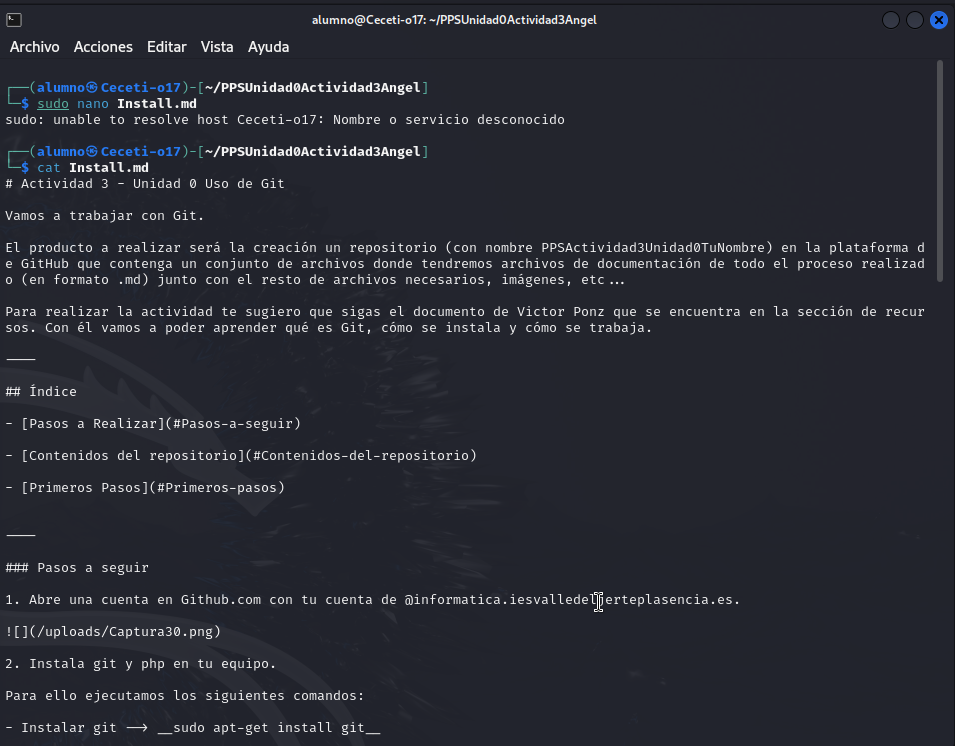 alumno@Ceceti-o17: ~/PPSUnidad0Actividad3Angel
Archivo Acciones Editar Vista Ayuda
┌──(alumno㉿Ceceti-o17)-[~/PPSUnidad0Actividad3Angel]
└─$ sudo nano Install.md
sudo: unable to resolve host Ceceti-o17: Nombre o servicio desconocido
┌──(alumno㉿Ceceti-o17)-[~/PPSUnidad0Actividad3Angel]
└─$ cat Install.md
# Actividad 3 - Unidad 0 Uso de Git
Vamos a trabajar con Git.
El producto a realizar será la creación un repositorio (con nombre PPSActividad3Unidad0TuNombre) en la plataforma d
e GitHub que contenga un conjunto de archivos donde tendremos archivos de documentación de todo el proceso realizad
o (en formato .md) junto con el resto de archivos necesarios, imágenes, etc...
Para realizar la actividad te sugiero que sigas el documento de Victor Ponz que se encuentra en la sección de recur
sos. Con él vamos a poder aprender qué es Git, cómo se instala y cómo se trabaja.
----
## Índice
- [Pasos a Realizar](#Pasos-a-seguir)
- [Contenidos del repositorio](#Contenidos-del-repositorio)
- [Primeros Pasos](#Primeros-pasos)
----
### Pasos a seguir
1. Abre una cuenta en Github.com con tu cuenta de @informatica.iesvalledeljerteplasencia.es.
![](/uploads/Captura30.png)
2. Instala git y php en tu equipo.
Para ello ejecutamos los siguientes comandos:
- Instalar git --> __sudo apt-get install git__